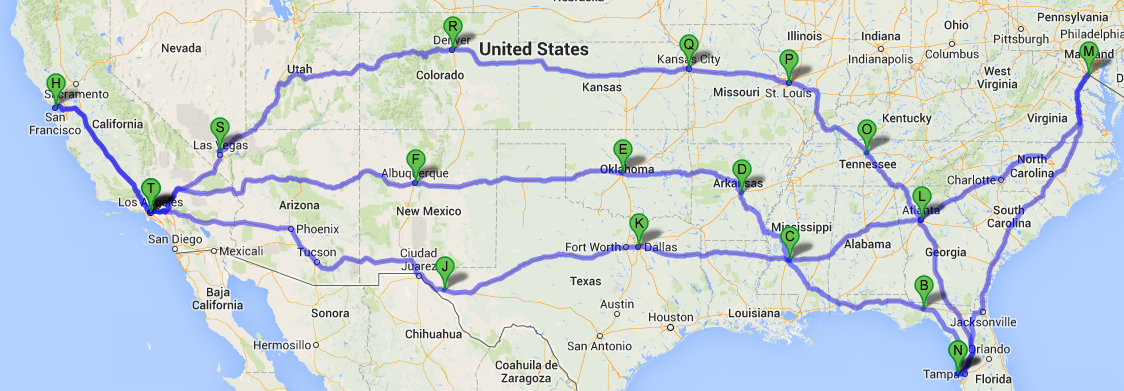 Nebraska
Pennsylvania
Ohio
Philadelphia
Nevada
R
Denver
United States
Illinois
Indiana
Pittsburgh
M
Maryland
Utah
Colorado
Q
Kansas City
P
Indianapolis
Columbus
H
Sacramento
San
Francisco
California
Kansas
Missouri
St. Louis
West
Virginia
D
S
Las Vegas
O
Kentucky
Virginia
Tennessee
F
Albuquerque
E
Oklahoma
D
Arkansas
North
Carolina
Charlotte
T
Los Angeles
Arizona
New Mexico
L
Atlanta
South
Carolina
Phoenix
K
Mississippi
C
San Diego
Mexicali
Tucson
Ciudad
Juarez
J
Fort Worth
Dallas
Alabama
Georgia
Texas
B
Baja
California
Sonora
Chihuahua
Austin
Houston
Louisiana
Jacksonville
Hermosillo
San Antonio
N
Orlando
Tampa
Florida
Coahuila de
Zaragoza